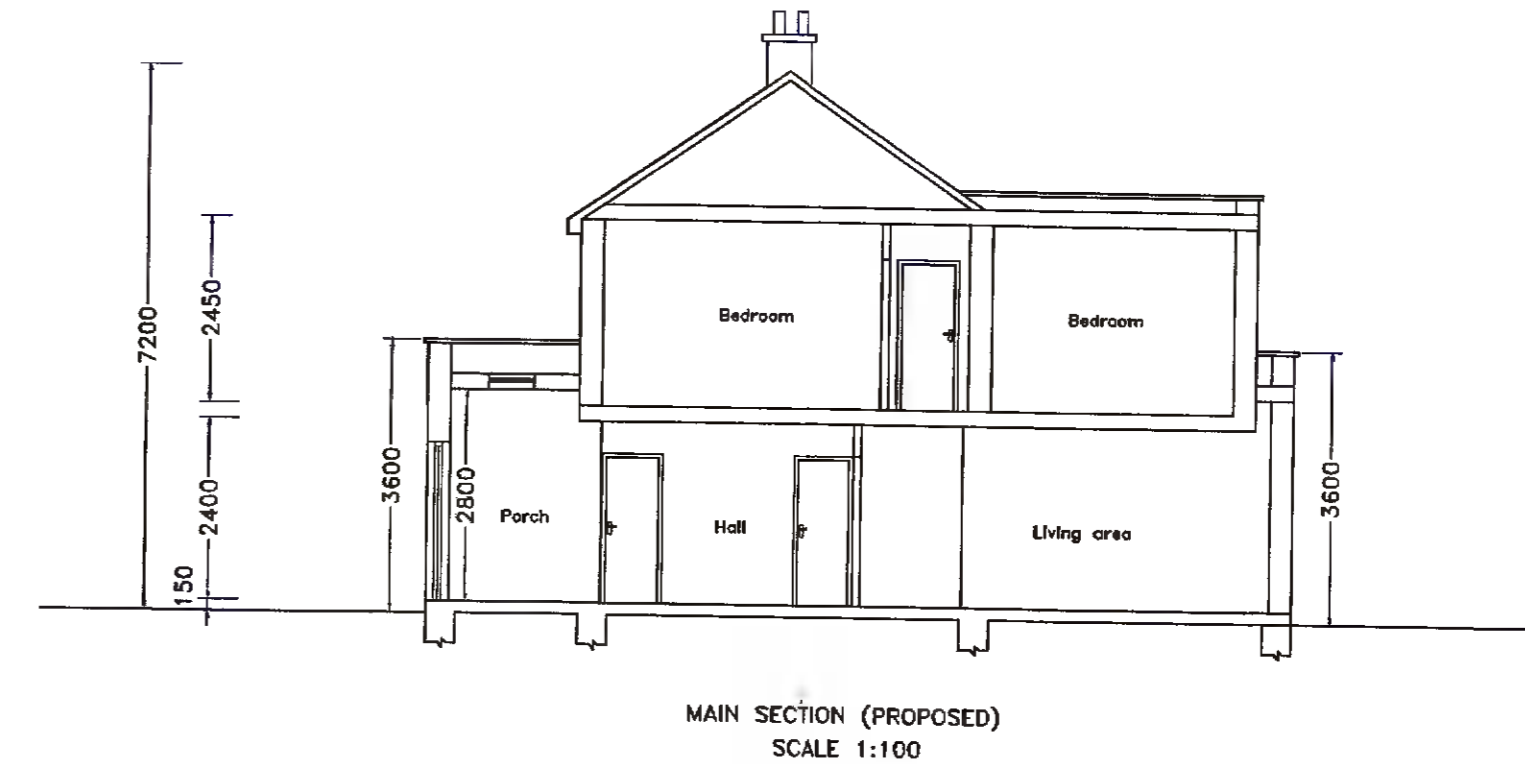 7200
2450
2400
150
3600
2800
3600
Bedroom
Bedroom
Porch
Hall
Living area
MAIN SECTION (PROPOSED)
SCALE 1:100